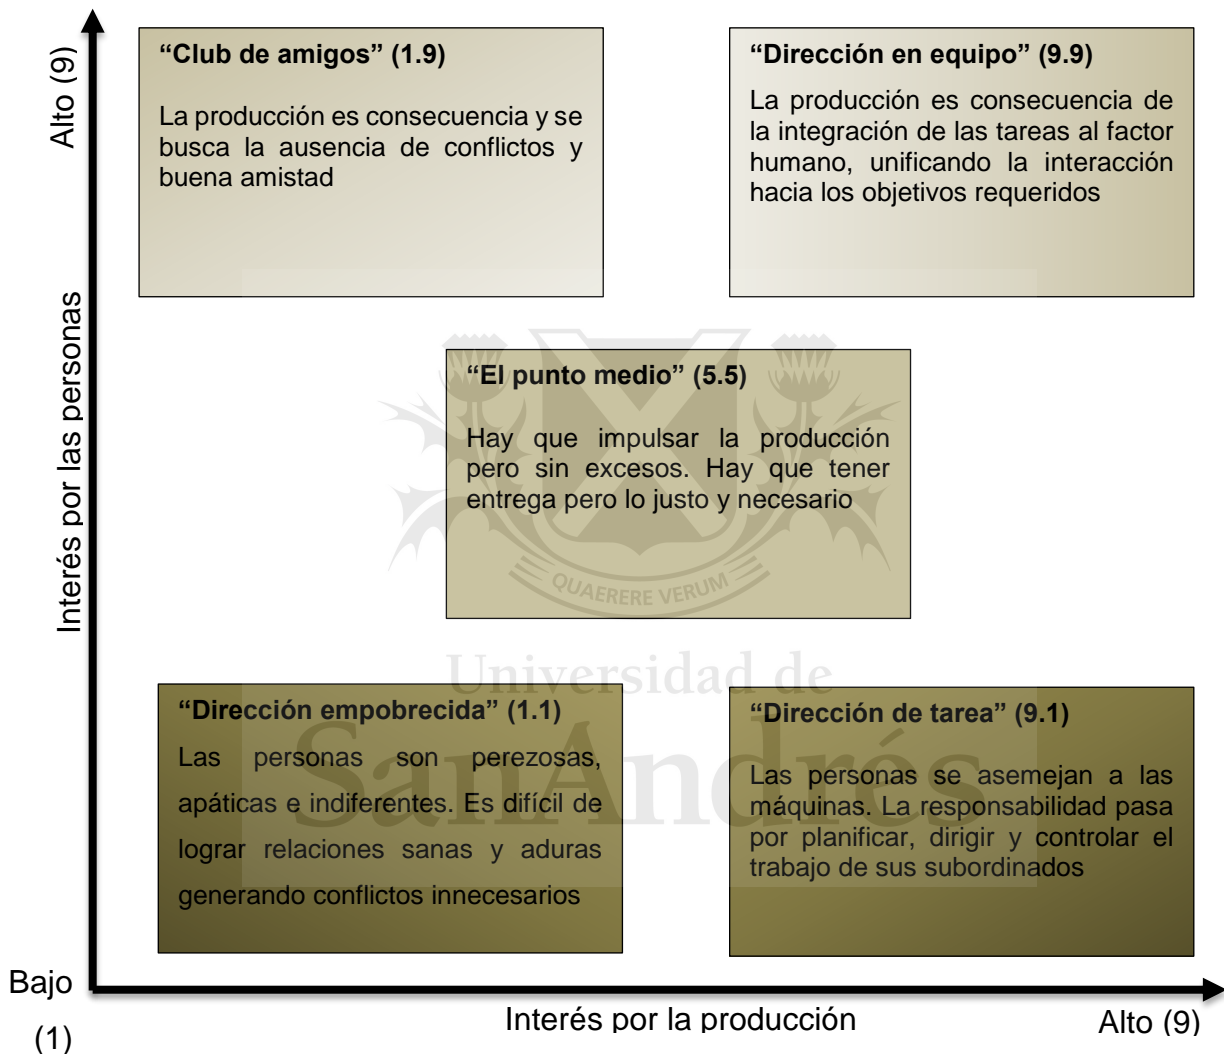 Alto (9)
Interés por las personas
“Club de amigos” (1.9)
La producción es consecuencia y se
busca la ausencia de conflictos y
buena amistad
“Dirección en equipo” (9.9)
La producción es consecuencia de
la integración de las tareas al factor
humano, unificando la interacción
hacia los objetivos requeridos
“El punto medio” (5.5)
Hay que impulsar la producción
pero sin excesos. Hay que tener
entrega pero lo justo y necesario
QUAERERE VERUM
Universidad de
SanAndrés
“Dirección empobrecida” (1.1)
Las personas son perezosas,
apáticas e indiferentes. Es difícil de
lograr relaciones sanas y aduras
generando conflictos innecesarios
“Dirección de tarea” (9.1)
Las personas se asemejan a las
máquinas. La responsabilidad pasa
por planificar, dirigir y controlar el
trabajo de sus subordinados
Bajo
(1)
Interés por la producción
Alto (9)